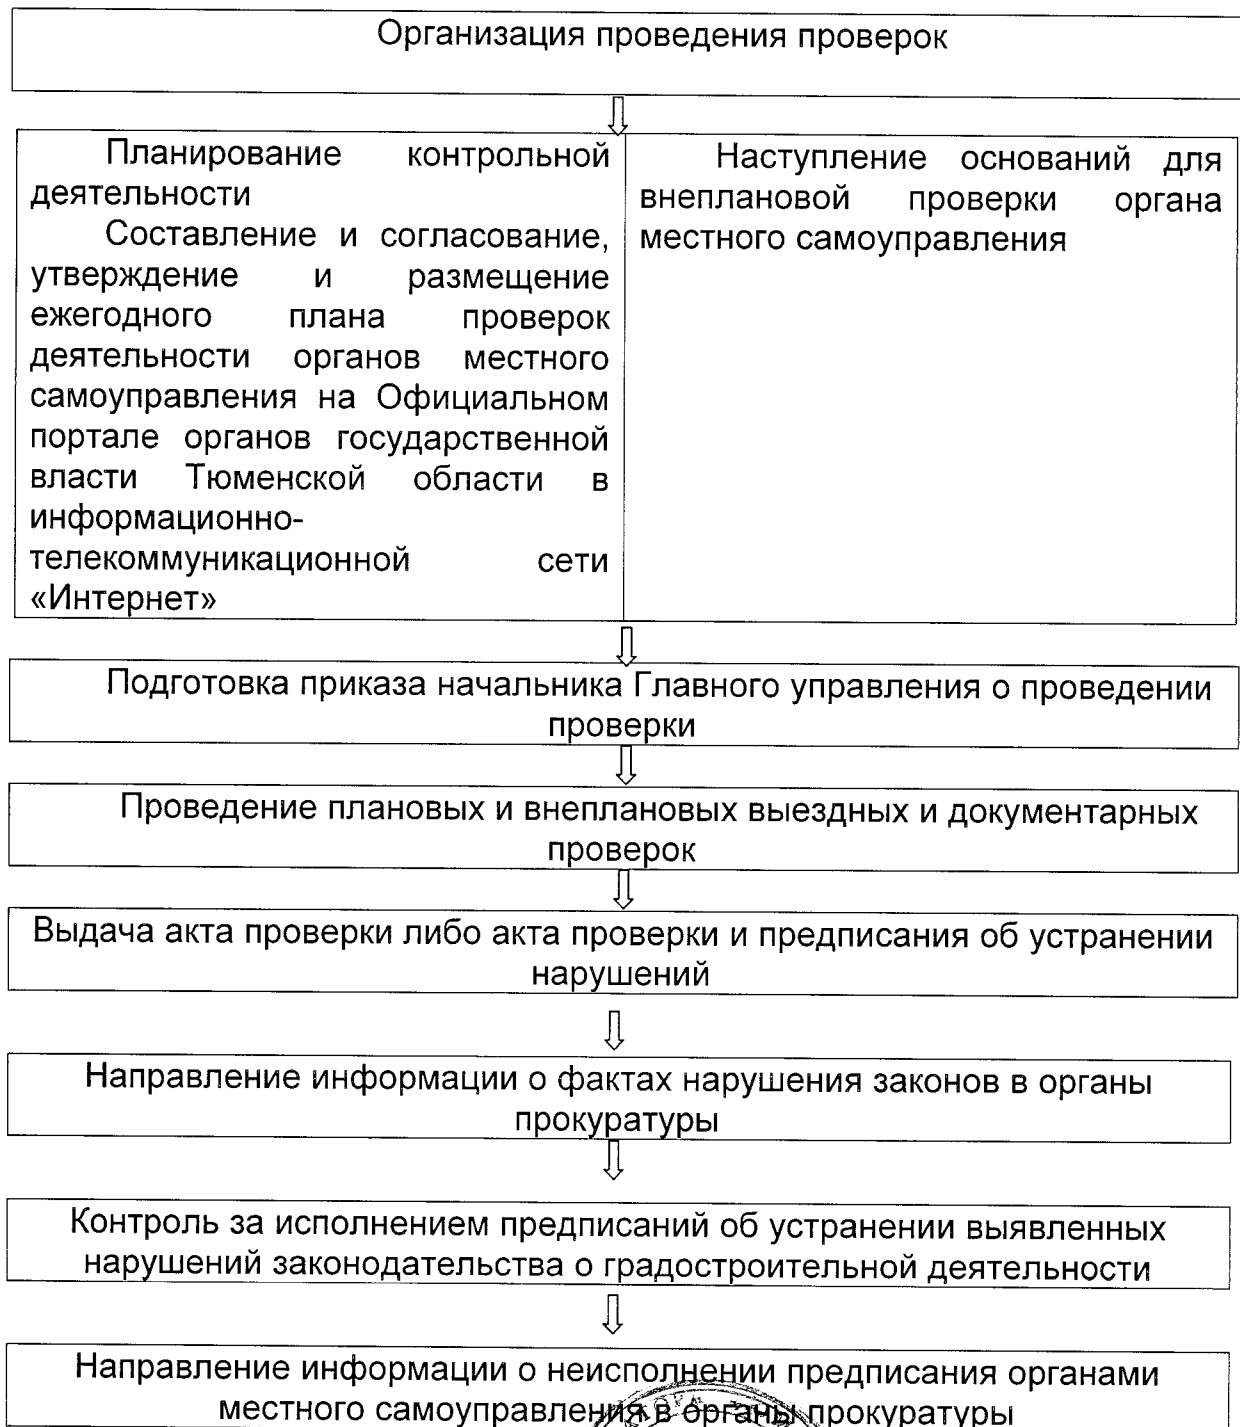 Организация проведения проверок
Планирование контрольной
деятельности
Составление и согласование,
утверждение и размещение
ежегодного плана проверок
деятельности органов местного
самоуправления на Официальном
портале органов государственной
власти Тюменской области в
информационно-
телекоммуникационной сети
«Интернет»
Наступление оснований для
внеплановой проверки органа
местного самоуправления
Подготовка приказа начальника Главного управления о проведении
проверки
Проведение плановых и внеплановых выездных и документарных
проверок
Выдача акта проверки либо акта проверки и предписания об устранении
нарушений
Направление информации о фактах нарушения законов в органы
прокуратуры
Контроль за исполнением предписаний об устранении выявленных
нарушений законодательства о градостроительной деятельности
Направление информации о неисполнении предписания органами
местного самоуправления в органы прокуратуры